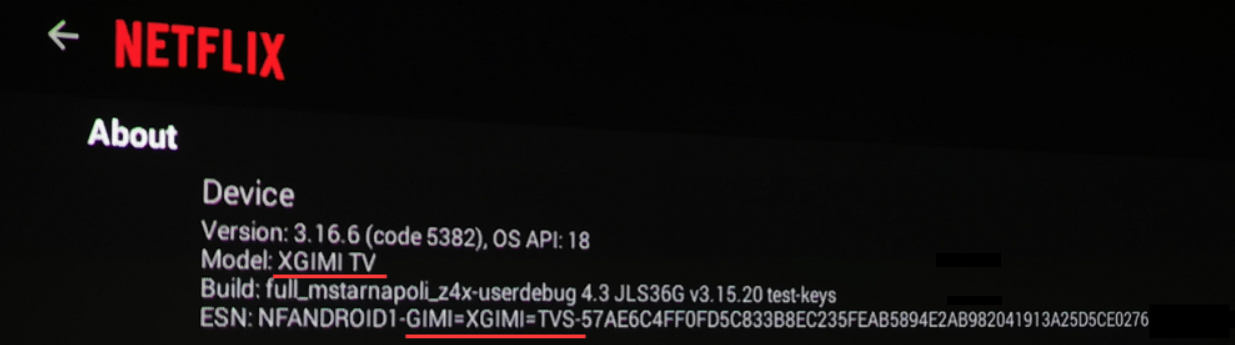 NETFLIX
About
Device
Version: 3.16.6 (code 5382), OS API: 18
Model: XGIMI TV
Build: full_mstarnapoli_z4x-userdebug 4.3 JLS36G v3.15.20 test-keys
ESN: NFANDROID1-GIMI=XGIMI=TVS-57AE6C4FF0FD5C833B8EC235FEAB5894E2AB982041913A25D5CE0276